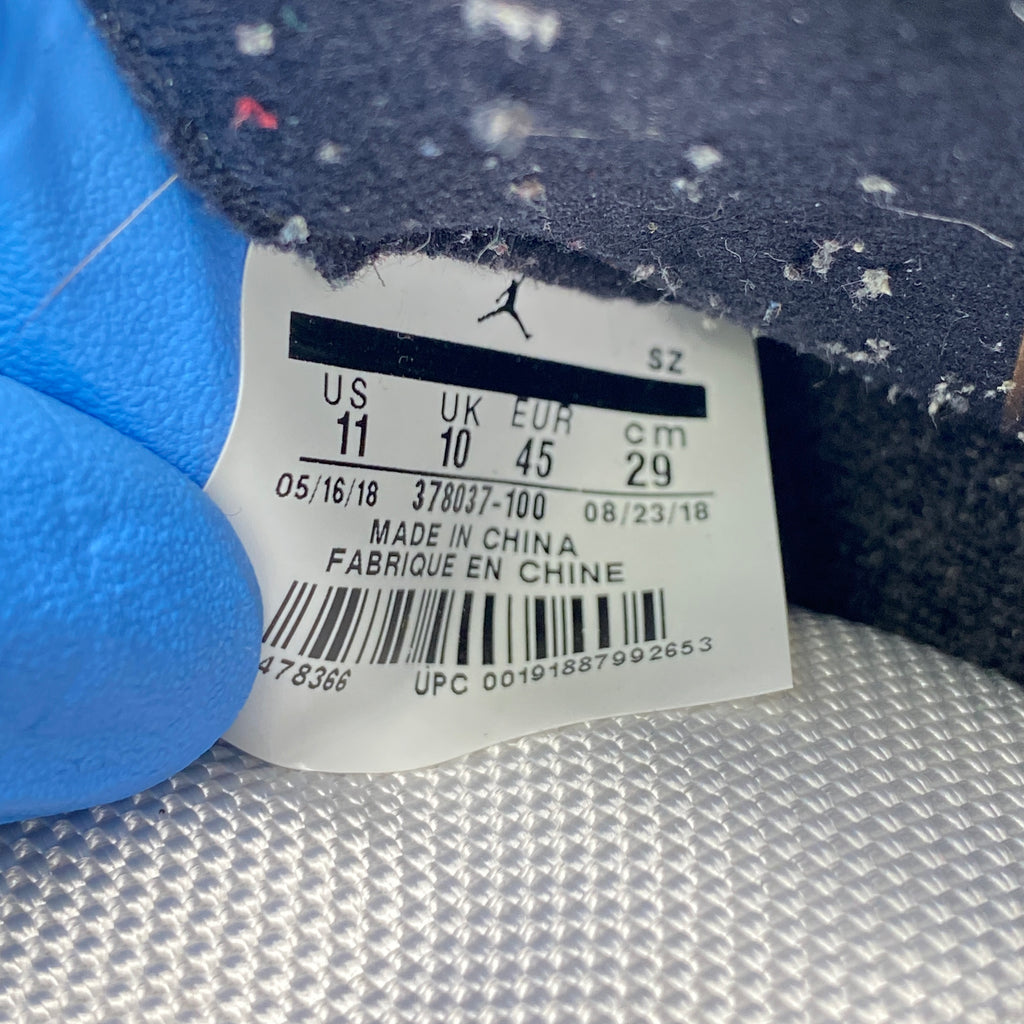 SZ
US UK EUR cm
11 10 45 29
05/16/18 378037-100 08/23/18
MADE IN CHINA
FABRIQUE EN CHINE
478366 UPC 00191887992653